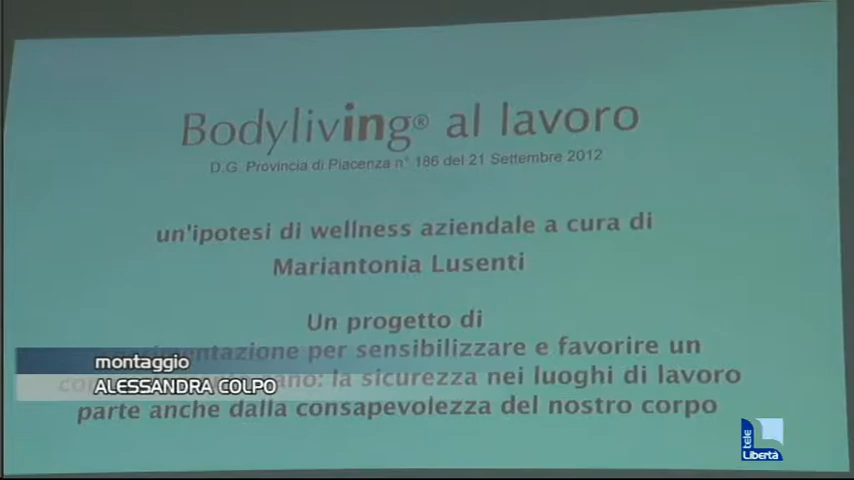 Bodyliving® al lavoro
D.G. Provincia di Piacenza n° 186 del 21 Settembre 2012
un'ipotesi di wellness aziendale a cura di
Mariantonia Lusenti
Un progetto di
per sensibilizzare e favorire un
sano: la sicurezza nei luoghi di lavoro
parte anche dalla consapevolezza del nostro corpo
montaggio
ALESSANDRA COLPO
tele
Libertà